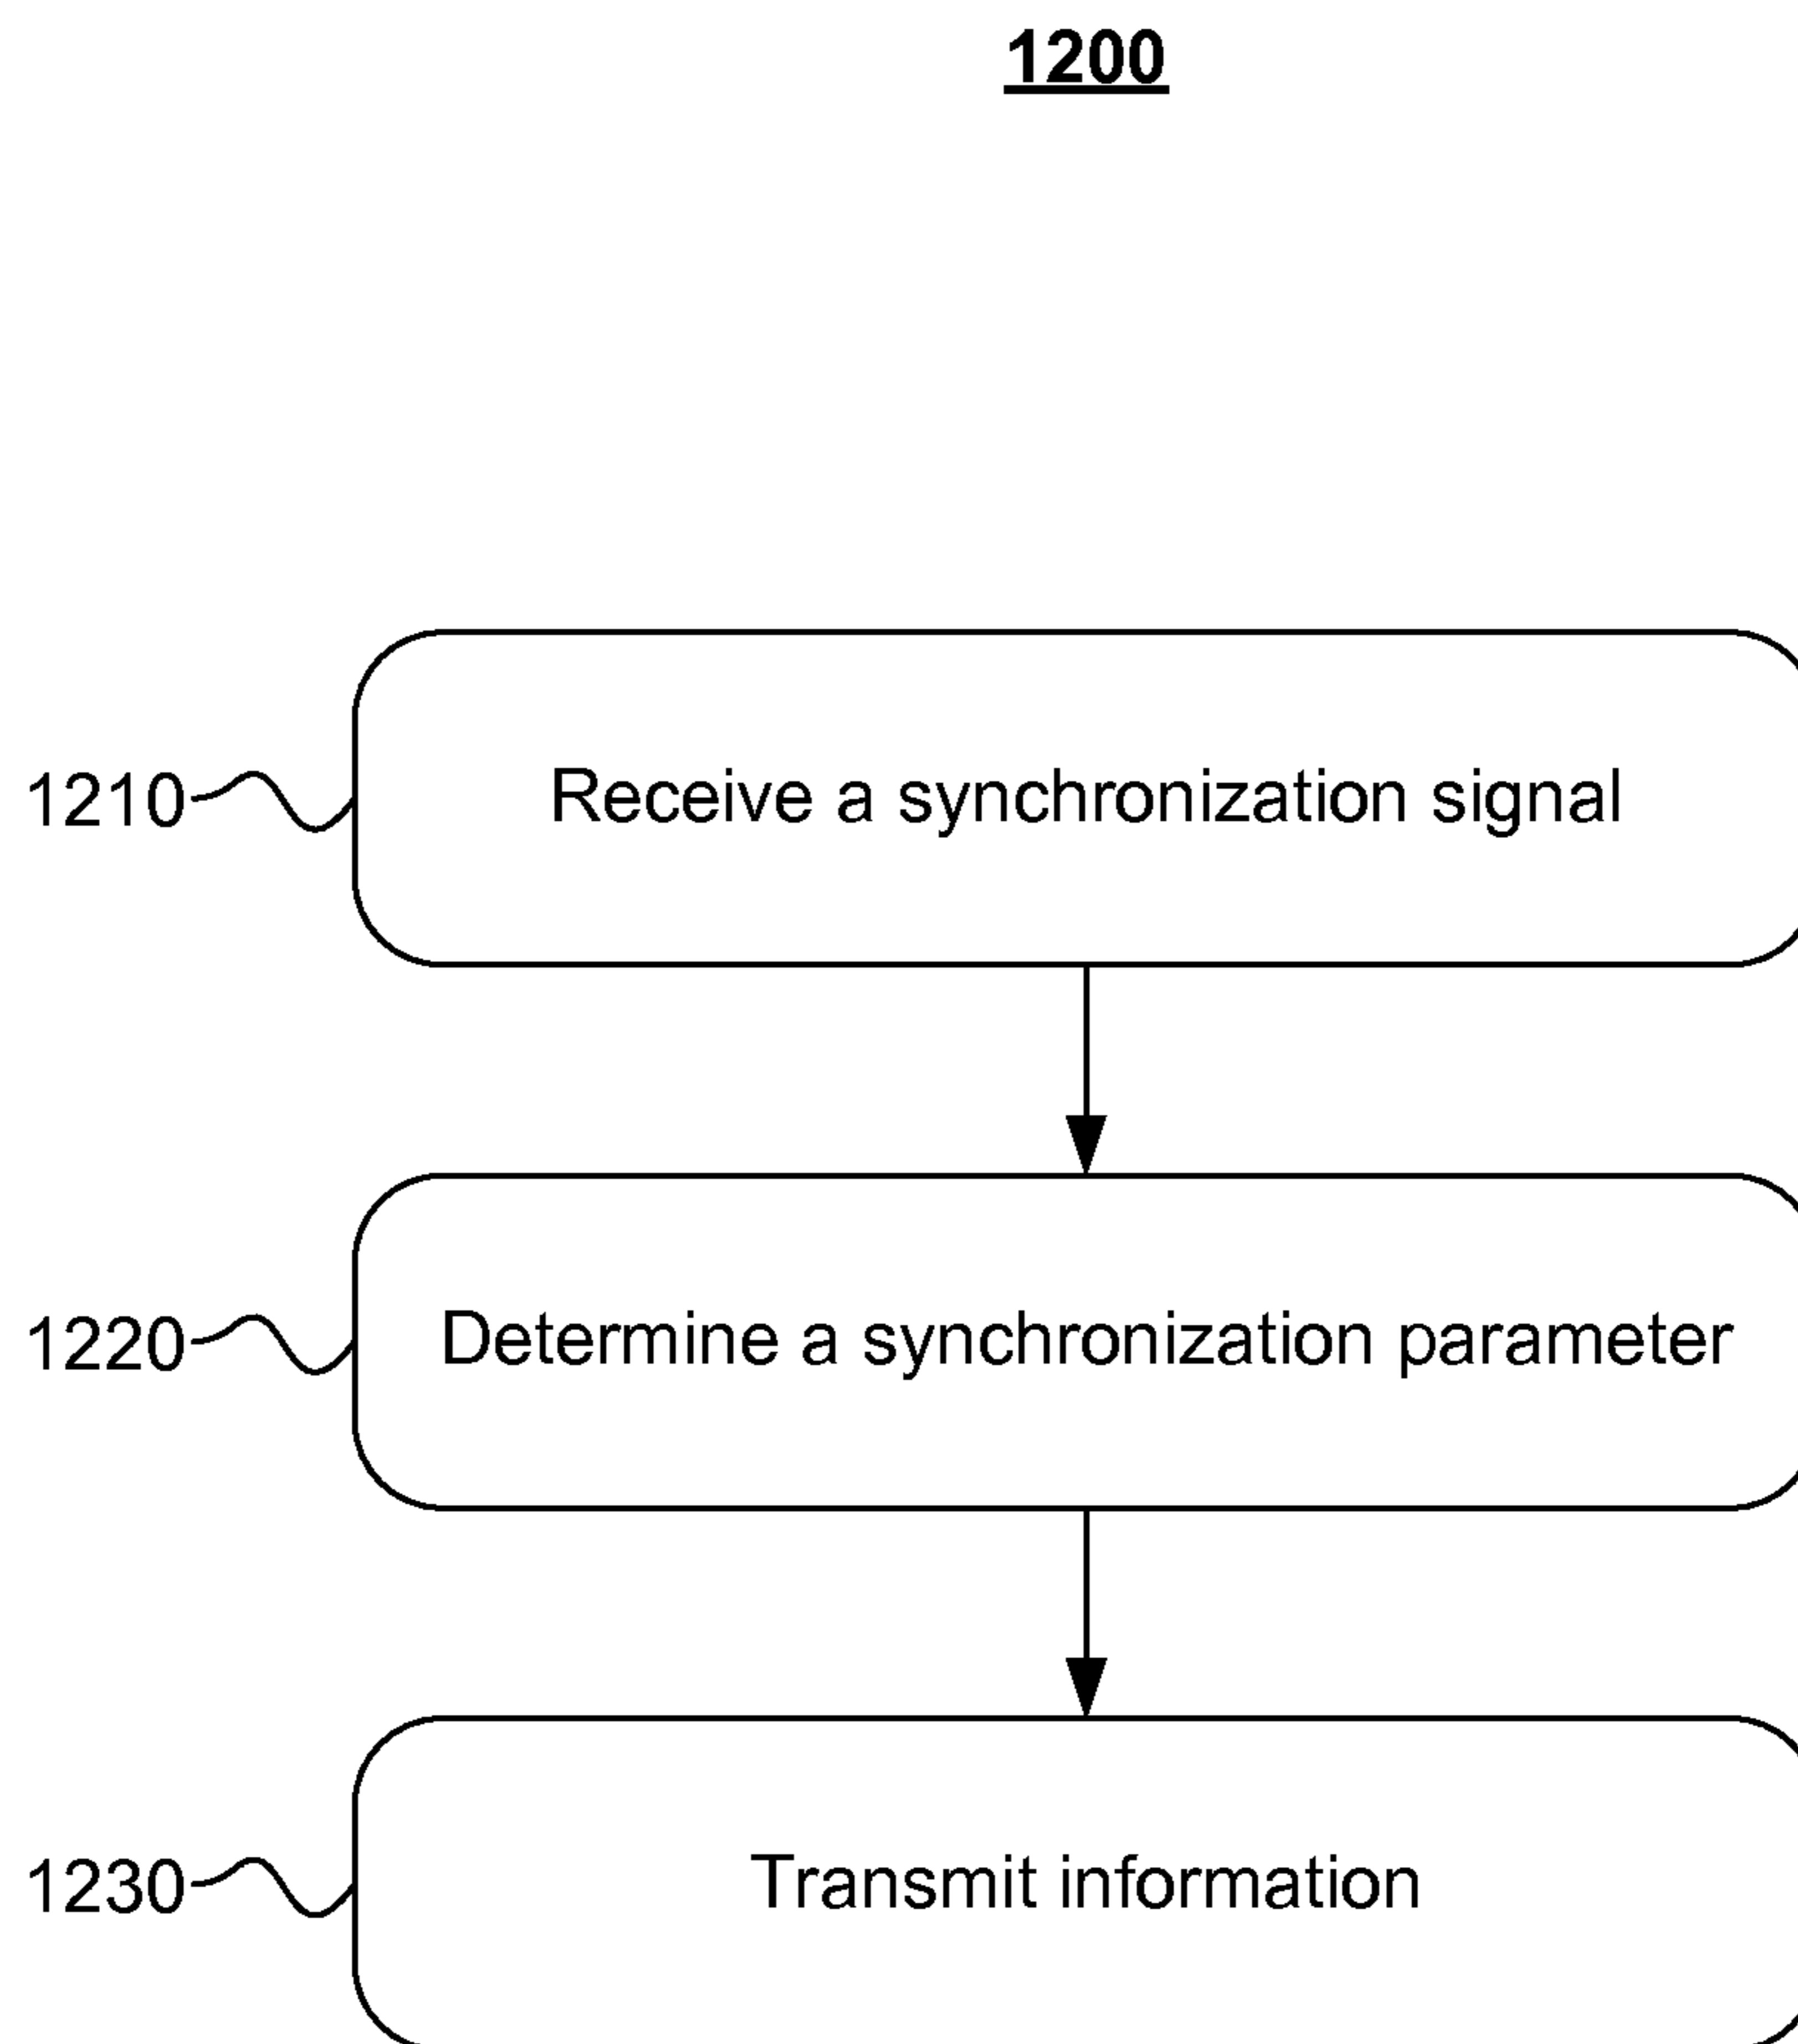 1200
1210 Receive a synchronization signal
1220 Determine a synchronization parameter
1230 Transmit information